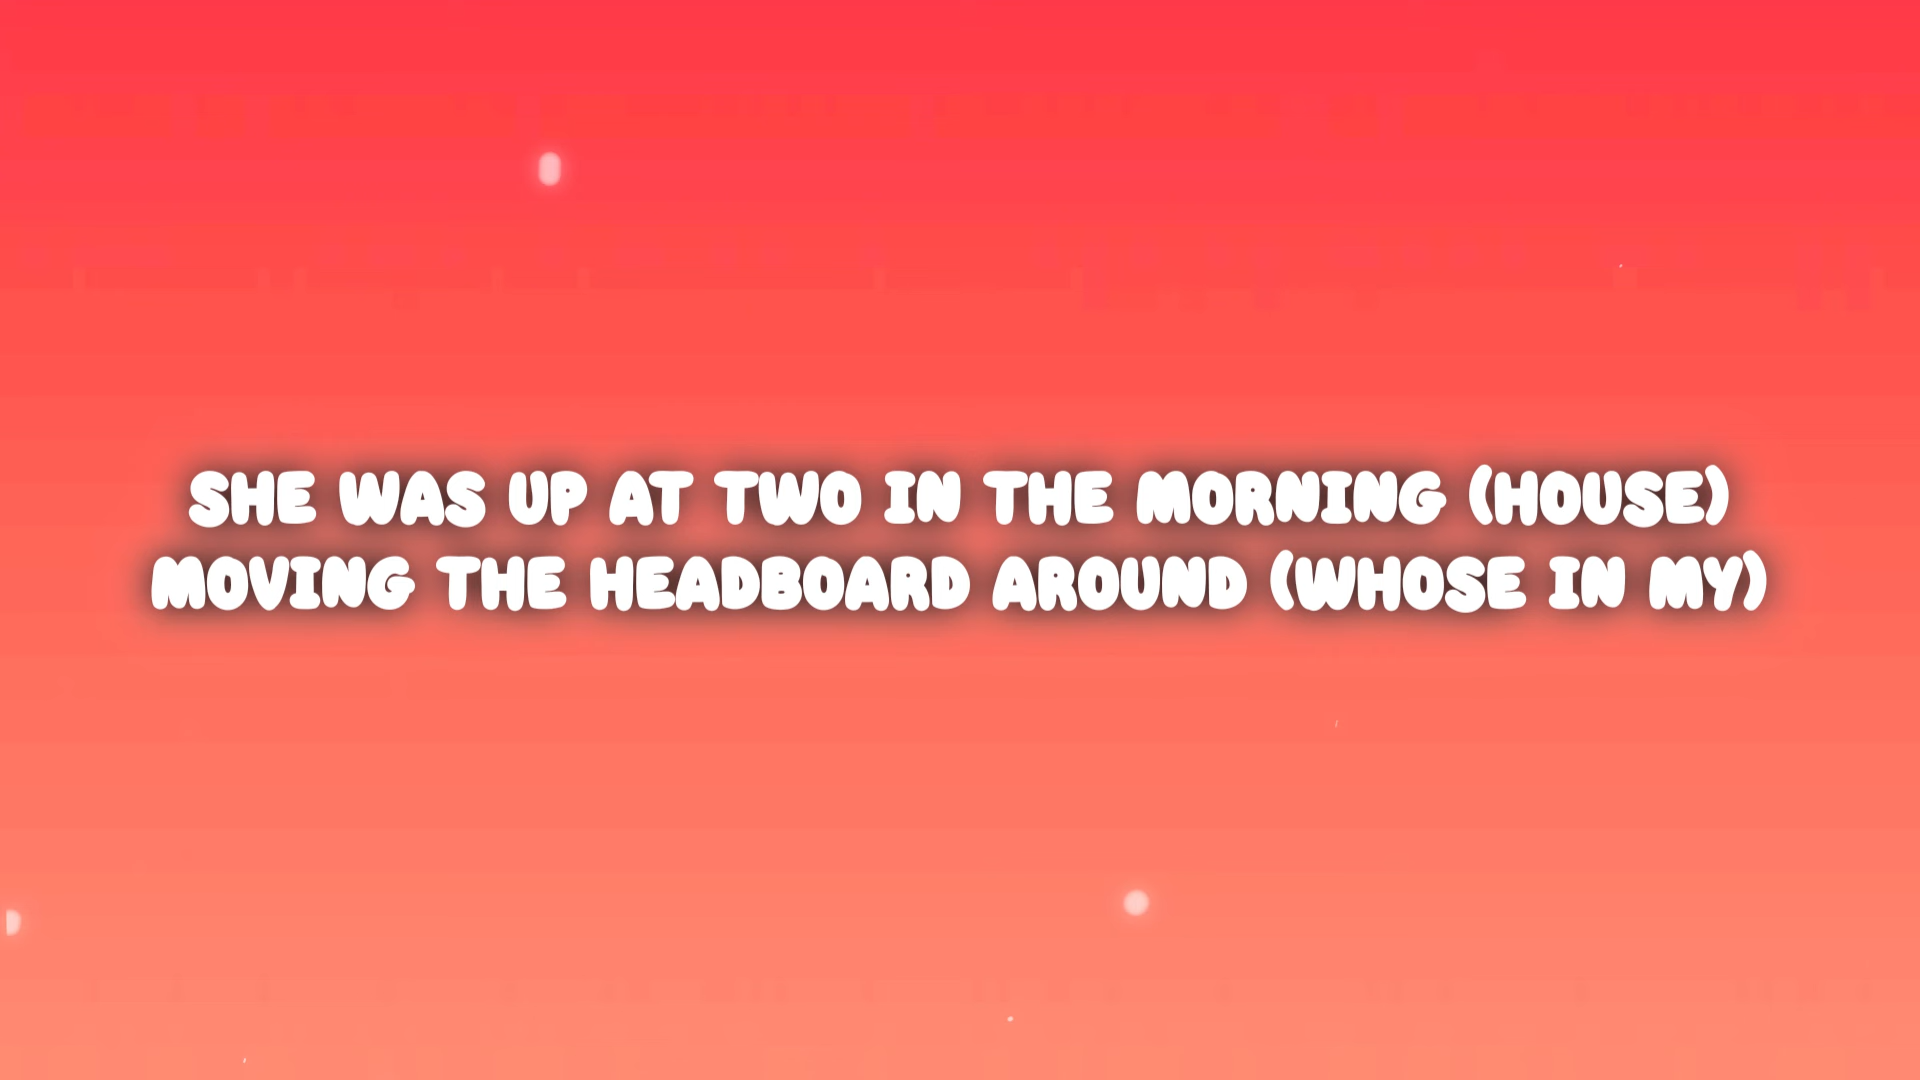 SHE WAS UP AT TWO IN THE MORNING (HOUSE)
MOVING THE HEADBOARD AROUND (WHOSE IN MY)